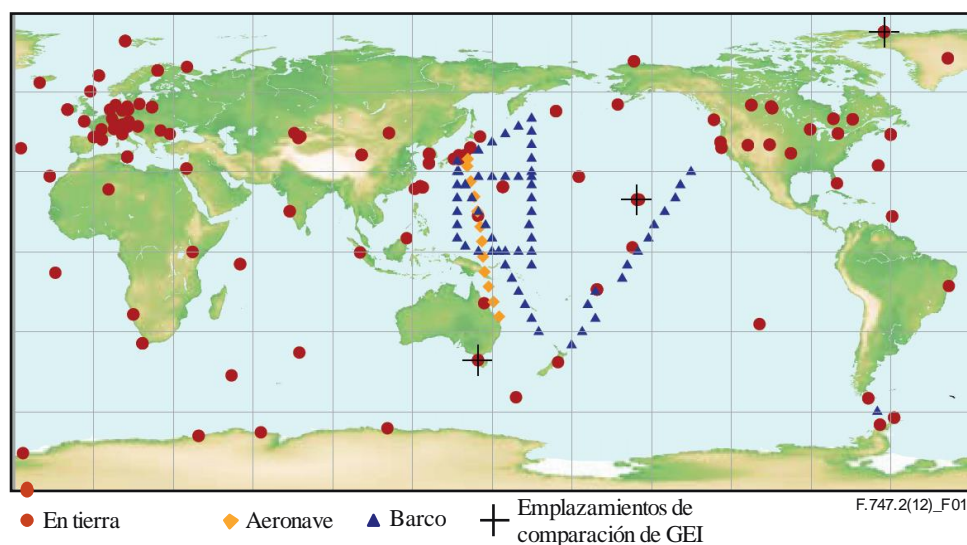 F.747.2(12)_F01
En tierra
Aeronave
Barco
Emplazamientos de
comparación de GEI